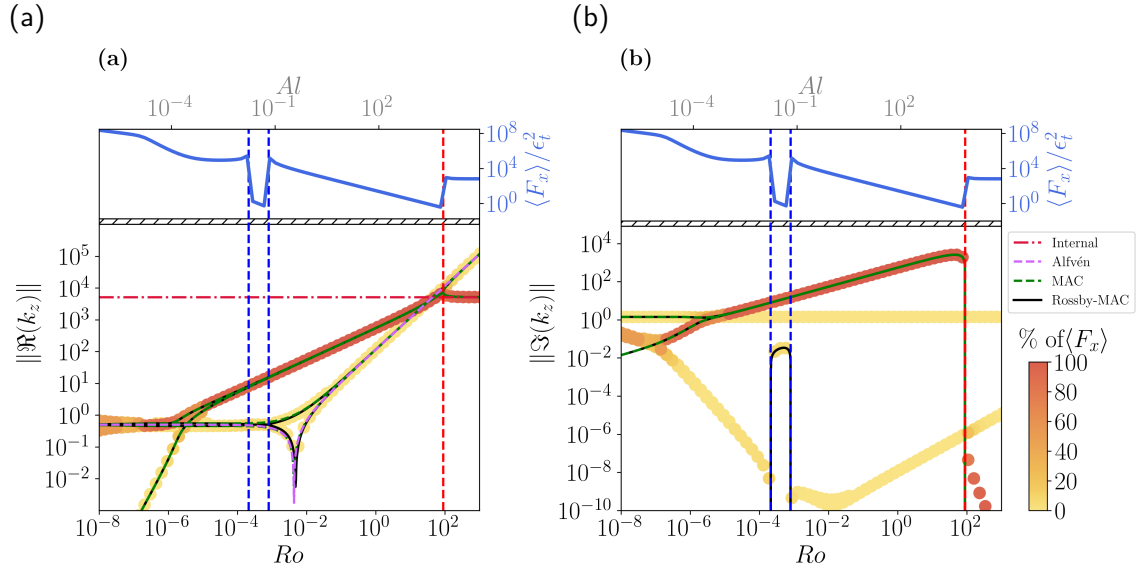 (a)
(b)
(a)
Al
10^{-4} 10^{-1} 10^{2}
10^{8}
10^{4}
10^{0}
⟨F_x⟩/ϵ_t^2
10^{5}
10^{4}
10^{3}
10^{2}
10^{1}
10^{0}
10^{-1}
10^{-2}
‖ℜ(k_z)‖
10^{-8} 10^{-6} 10^{-4} 10^{-2} 10^{0} 10^{2}
Ro
(b)
Al
10^{-4} 10^{-1} 10^{2}
10^{8}
10^{4}
10^{0}
⟨F_x⟩/ϵ_t^2
10^{4}
10^{2}
10^{0}
10^{-2}
10^{-4}
10^{-6}
10^{-8}
10^{-10}
‖ℑ(k_z)‖
10^{-8} 10^{-6} 10^{-4} 10^{-2} 10^{0} 10^{2}
Ro
Internal
Alfvén
MAC
Rossby-MAC
% of⟨F_x⟩
100
80
60
40
20
0